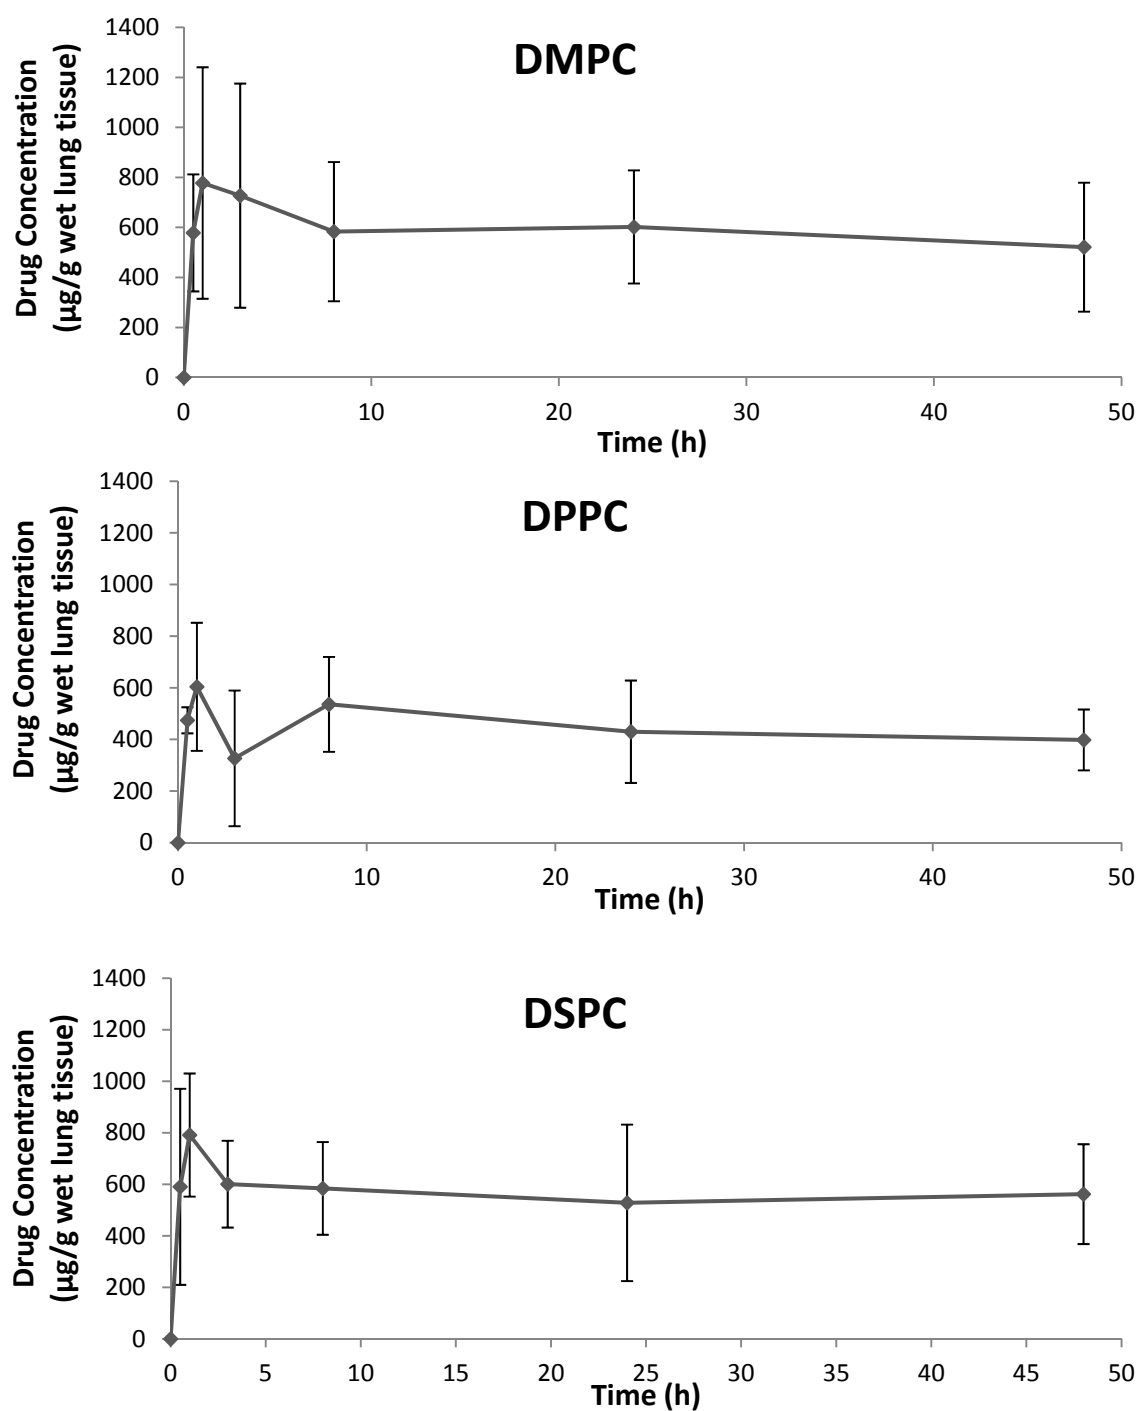 DMPC
Drug Concentration
(µg/g wet lung tissue)
1400
1200
1000
800
600
400
200
0
0 10 20 30 40 50
Time (h)
DPPC
Drug Concentration
(µg/g wet lung tissue)
1400
1200
1000
800
600
400
200
0
0 10 20 30 40 50
Time (h)
DSPC
Drug Concentration
(µg/g wet lung tissue)
1400
1200
1000
800
600
400
200
0
0 5 10 15 20 25 30 35 40 45 50
Time (h)